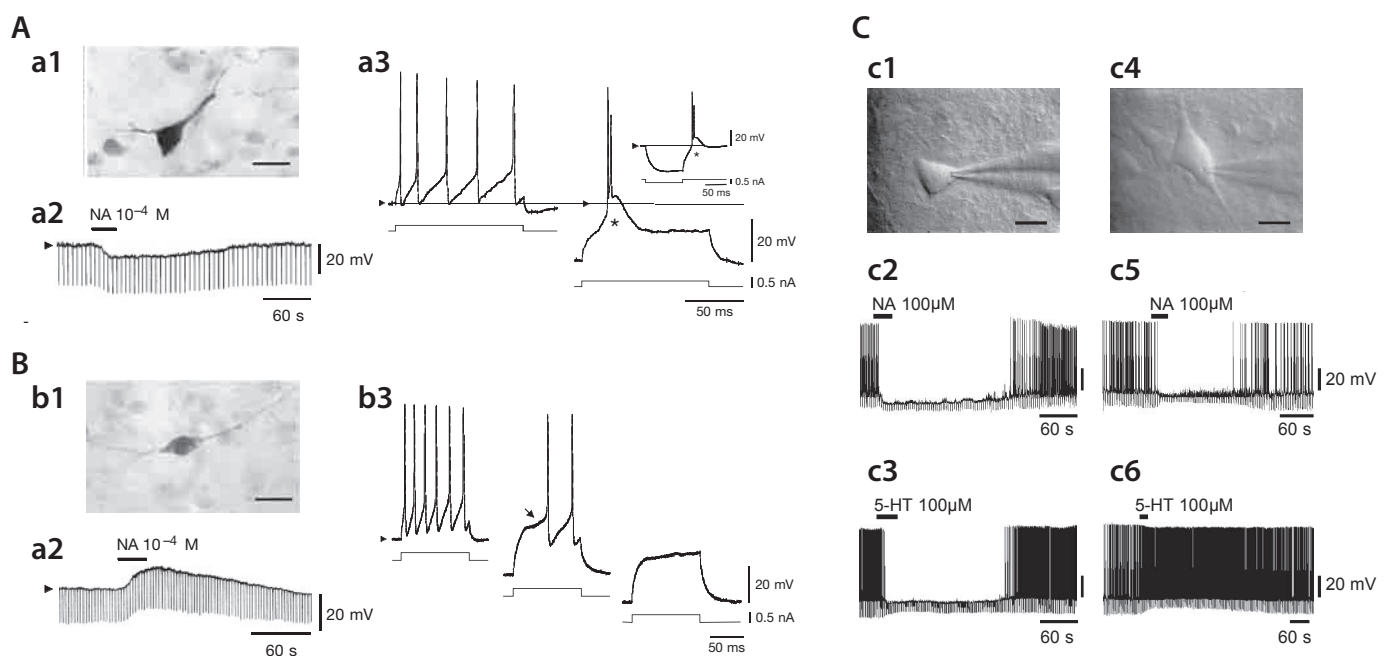 A
a1
a2
NA 10⁻⁴ M
20 mV
60 s
a3
20 mV
0.5 nA
50 ms
*
*
20 mV
0.5 nA
50 ms
B
b1
a2
NA 10⁻⁴ M
20 mV
60 s
b3
20 mV
0.5 nA
50 ms
C
c1
c4
c2
NA 100µM
60 s
c5
NA 100µM
20 mV
60 s
c3
5-HT 100µM
60 s
c6
5-HT 100µM
20 mV
60 s